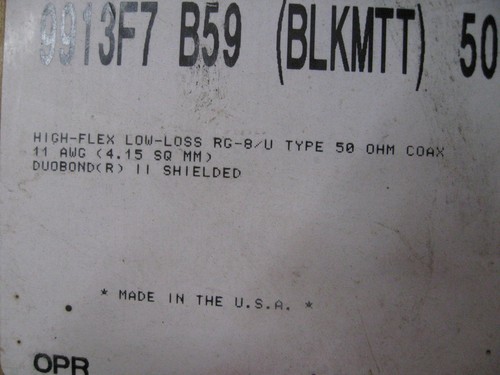 9913F7 B59 (BLKMTT) 50
HIGH-FLEX LOW-LOSS RG-8/U TYPE 50 OHM COAX
11 AWG (4.15 SQ MM)
DUOBOND(R) II SHIELDED
* MADE IN THE U.S.A. *
OPR